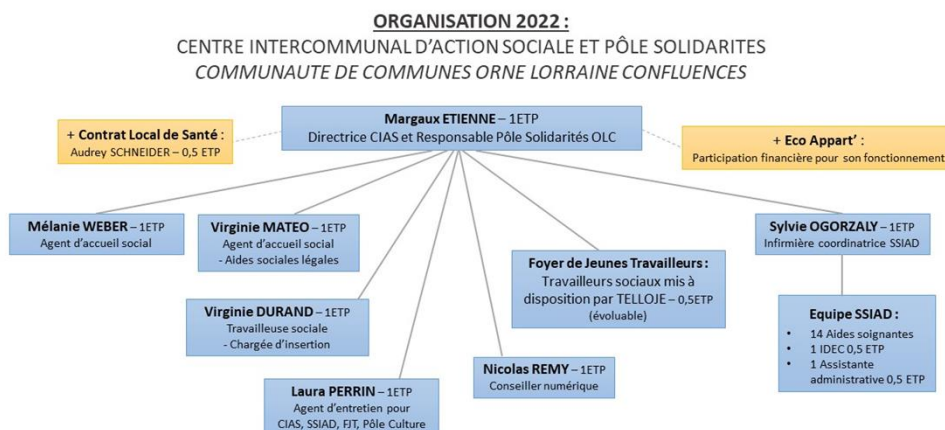 ORGANISATION 2022 :
CENTRE INTERCOMMUNAL D'ACTION SOCIALE ET PÔLE SOLIDARITES
COMMUNAUTE DE COMMUNES ORNE LORRAINE CONFLUENCES
+ Contrat Local de Santé :
Audrey SCHNEIDER – 0,5 ETP
Margaux ETIENNE – 1ETP
Directrice CIAS et Responsable Pôle Solidarités OLC
+ Eco Appart' :
Participation financière pour son fonctionnement
Mélanie WEBER – 1ETP
Agent d'accueil social
Virginie MATEO – 1ETP
Agent d'accueil social
- Aides sociales légales
Sylvie OGORZALY – 1ETP
Infirmière coordinatrice SSIAD
Foyer de Jeunes Travailleurs :
Travailleurs sociaux mis à
disposition par TELLOJE – 0,5ETP
(évoluable)
Virginie DURAND – 1ETP
Travailleuse sociale
- Chargée d'insertion
Equipe SSIAD :
• 14 Aides soignantes
• 1 IDEC 0,5 ETP
• 1 Assistante
administrative 0,5 ETP
Nicolas REMY – 1ETP
Conseiller numérique
Laura PERRIN – 1ETP
Agent d'entretien pour
CIAS, SSIAD, FJT, Pôle Culture